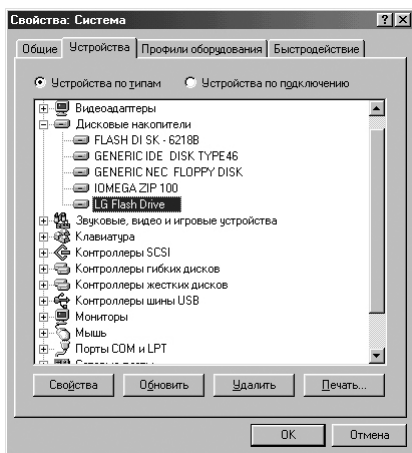 Свойства: Система
Общие Устройства Профили оборудования Быстродействие
Устройства по типам Устройства по подключению
Видеоадаптеры
Дисковые накопители
FLASH DI SK - 6218B
GENERIC IDE DISK TYPE46
GENERIC NEC FLOPPY DISK
IOMEGA ZIP 100
LG Flash Drive
Звуковые, видео и игровые устройства
Клавиатура
Контроллеры SCSI
Контроллеры гибких дисков
Контроллеры жестких дисков
Контроллеры шины USB
Мониторы
Мышь
Порты COM и LPT
Свойства Обновить Удалить Печать...
OK Отмена